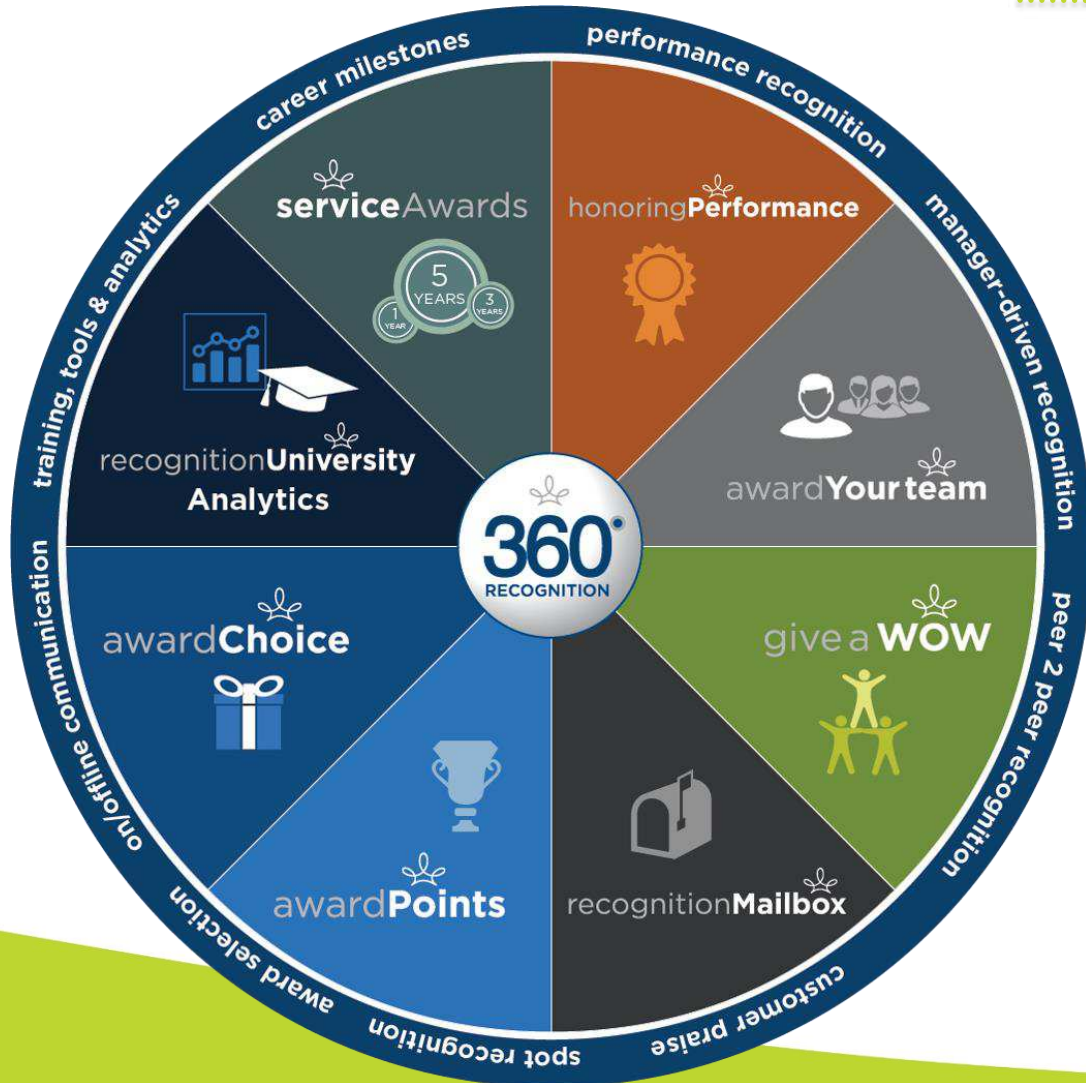 career milestones
performance recognition
manager-driven recognition
peer 2 peer recognition
customer praise
spot recognition
award selection
on/offline communication
training, tools & analytics
serviceAwards
5
YEARS
1
YEAR
3
YEARS
honoringPerformance
awardYourteam
give a WOW
recognitionMailbox
awardPoints
awardChoice
recognitionUniversity
Analytics
360°
RECOGNITION